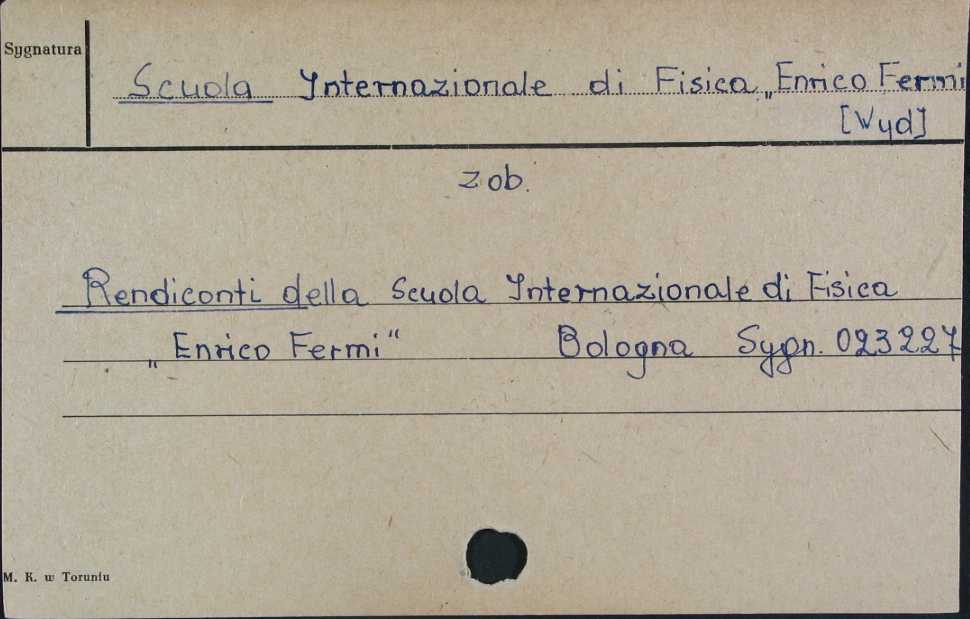 Sygnatura
Scuola Internazionale di Fisica „Enrico Fermi
[Wyd]
zob.
Rendiconti della Scuola Internazionale di Fisica
„Enrico Fermi“ Bologna Sygn. 023227
M. K. w Toruniu